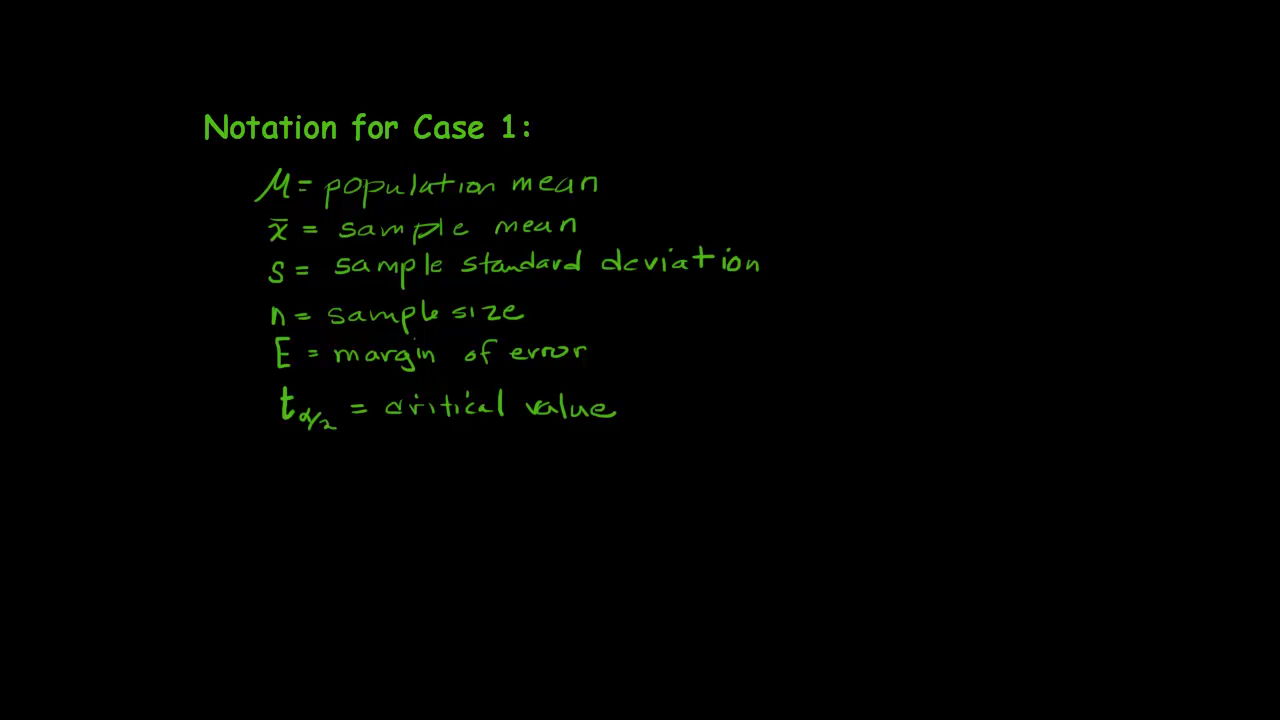 Notation for Case 1:
μ = population mean
x̄ = sample mean
s = sample standard deviation
n = sample size
E = margin of error
t α/2 = critical value